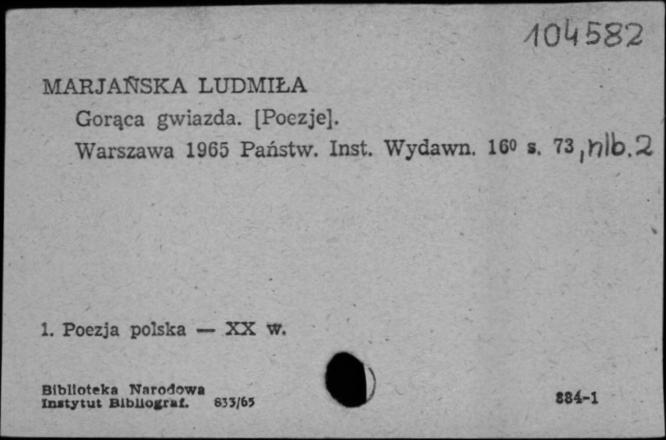 104582
MARJAŃSKA LUDMIŁA
Gorąca gwiazda. [Poezje].
Warszawa 1965 Państw. Inst. Wydawn. 16⁰ s. 73, nlb. 2
1. Poezja polska — XX w.
Biblioteka Narodowa
Instytut Bibliograf. 833/65
884-1